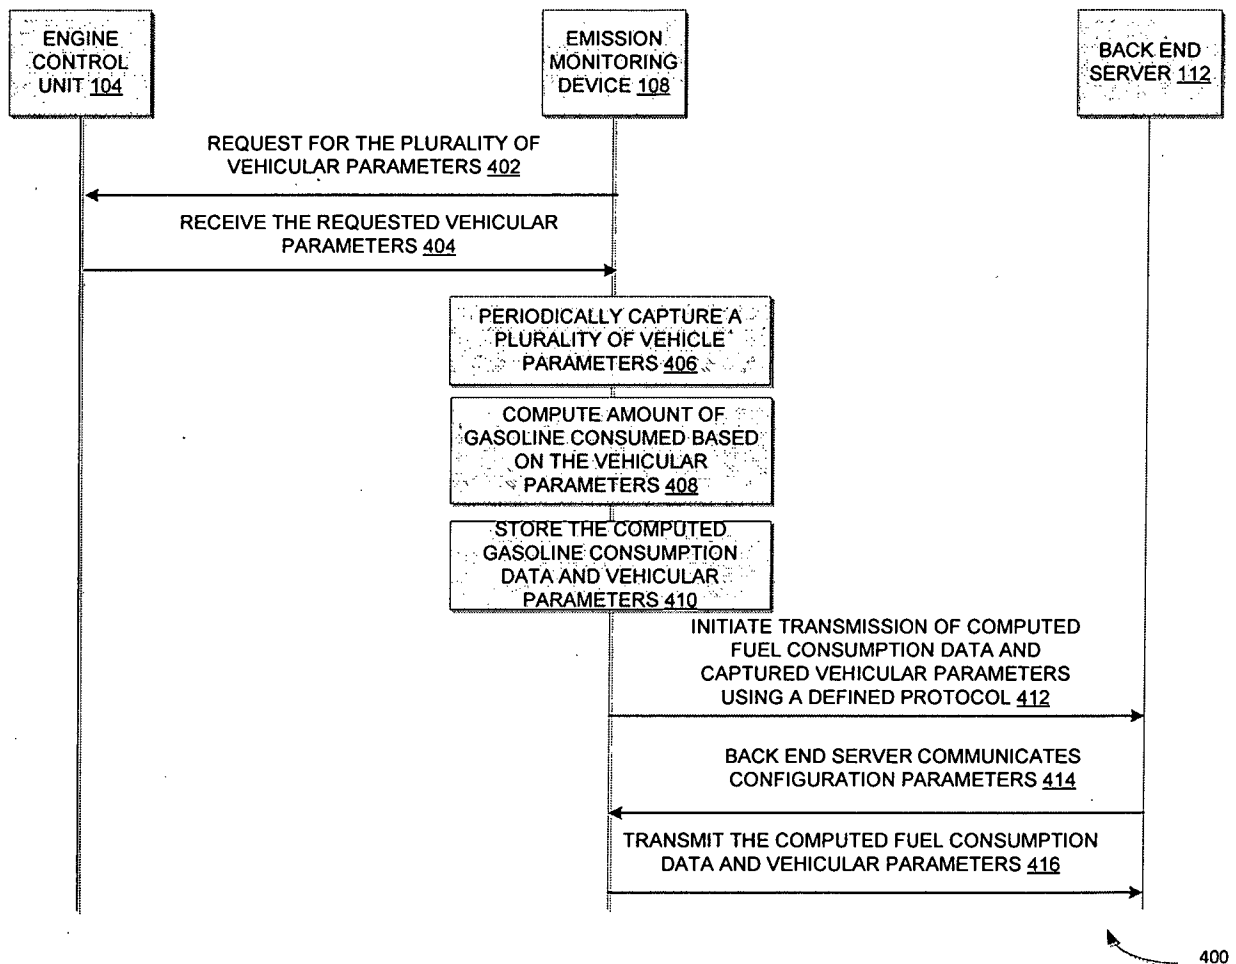 ENGINE
CONTROL
UNIT 104
EMISSION
MONITORING
DEVICE 108
BACK END
SERVER 112
REQUEST FOR THE PLURALITY OF
VEHICULAR PARAMETERS 402
RECEIVE THE REQUESTED VEHICULAR
PARAMETERS 404
PERIODICALLY CAPTURE A
PLURALITY OF VEHICLE
PARAMETERS 406
COMPUTE AMOUNT OF
GASOLINE CONSUMED BASED
ON THE VEHICULAR
PARAMETERS 408
STORE THE COMPUTED
GASOLINE CONSUMPTION
DATA AND VEHICULAR
PARAMETERS 410
INITIATE TRANSMISSION OF COMPUTED
FUEL CONSUMPTION DATA AND
CAPTURED VEHICULAR PARAMETERS
USING A DEFINED PROTOCOL 412
BACK END SERVER COMMUNICATES
CONFIGURATION PARAMETERS 414
TRANSMIT THE COMPUTED FUEL CONSUMPTION
DATA AND VEHICULAR PARAMETERS 416
400